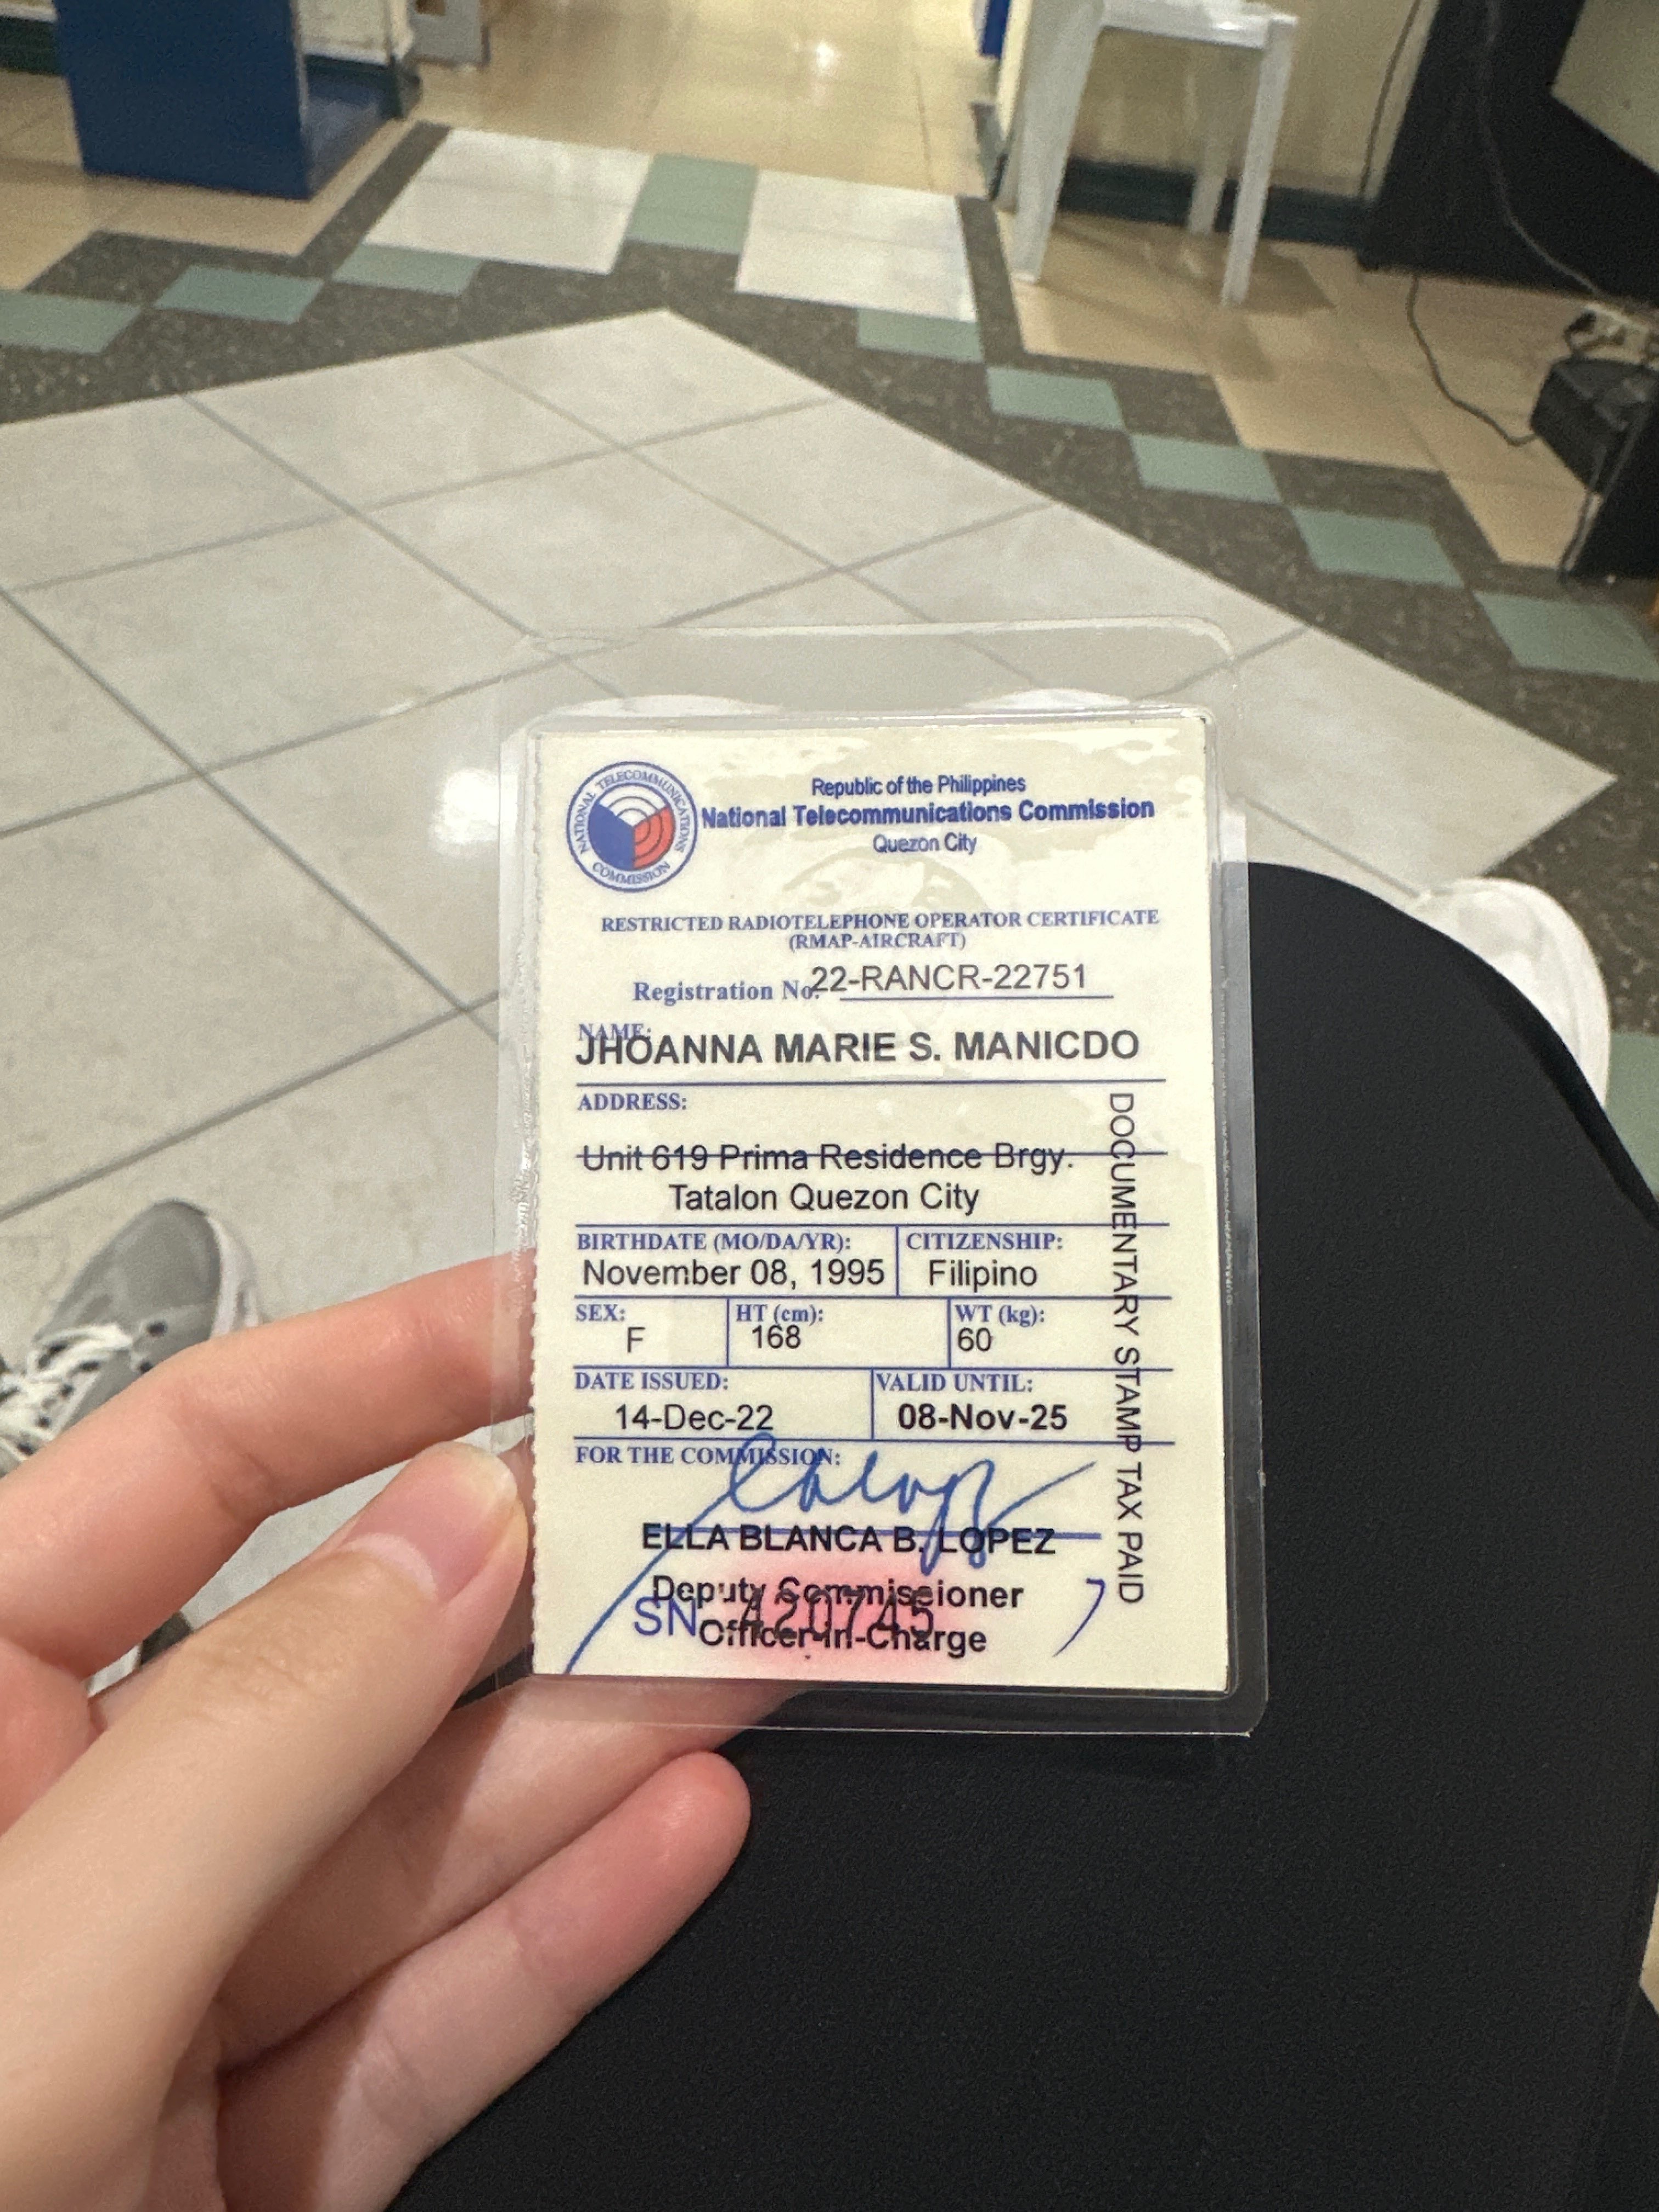 NATIONAL TELECOMMUNICATIONS COMMISSION
Republic of the Philippines
National Telecommunications Commission
Quezon City
RESTRICTED RADIOTELEPHONE OPERATOR CERTIFICATE
(RMAP-AIRCRAFT)
Registration No. 22-RANCR-22751
NAME:
JHOANNA MARIE S. MANICDO
ADDRESS:
Unit 619 Prima Residence Brgy.
Tatalon Quezon City
BIRTHDATE (MO/DA/YR): CITIZENSHIP:
November 08, 1995 Filipino
SEX: HT (cm): WT (kg):
F 168 60
DATE ISSUED: VALID UNTIL:
14-Dec-22 08-Nov-25
FOR THE COMMISSION:
ELLA BLANCA B. LOPEZ
Deputy Commissioner
SN 420745
Officer-In-Charge
DOCUMENTARY STAMP TAX PAID